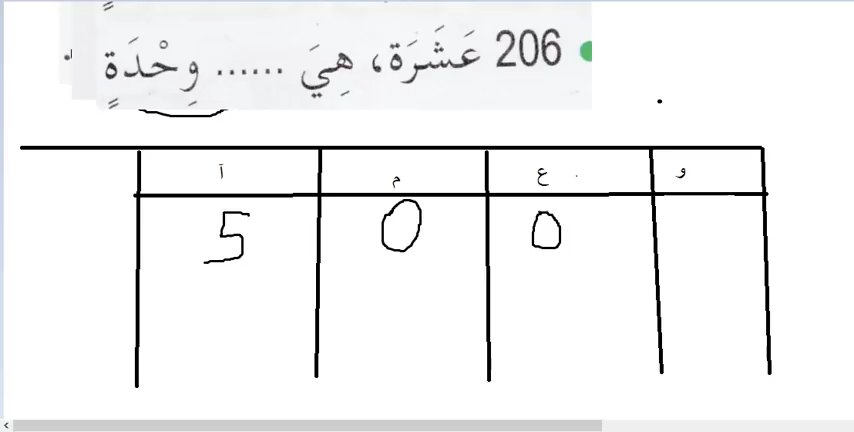 206 عَشَرَة، هِيَ ...... وِحْدَةٍ
و ع م آ
0 0 5